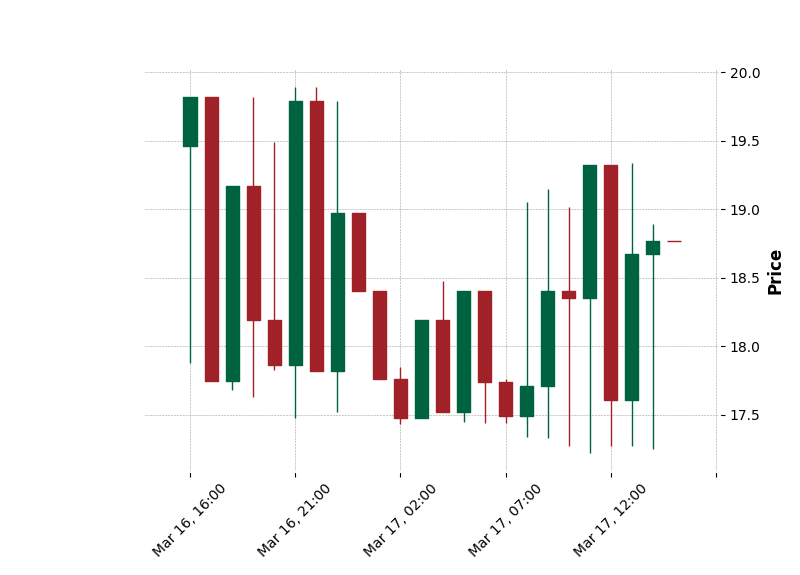 20.0
19.5
19.0
18.5
18.0
17.5
Price
Mar 16, 16:00
Mar 16, 21:00
Mar 17, 02:00
Mar 17, 07:00
Mar 17, 12:00